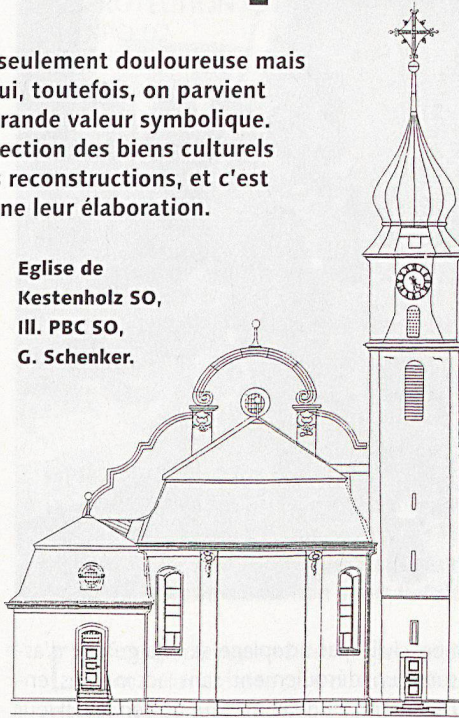 seulement douloureuse mais
ui, toutefois, on parvient
rande valeur symbolique.
ection des biens culturels
s reconstructions, et c'est
ne leur élaboration.
Eglise de
Kestenholz SO,
Ill. PBC SO,
G. Schenker.